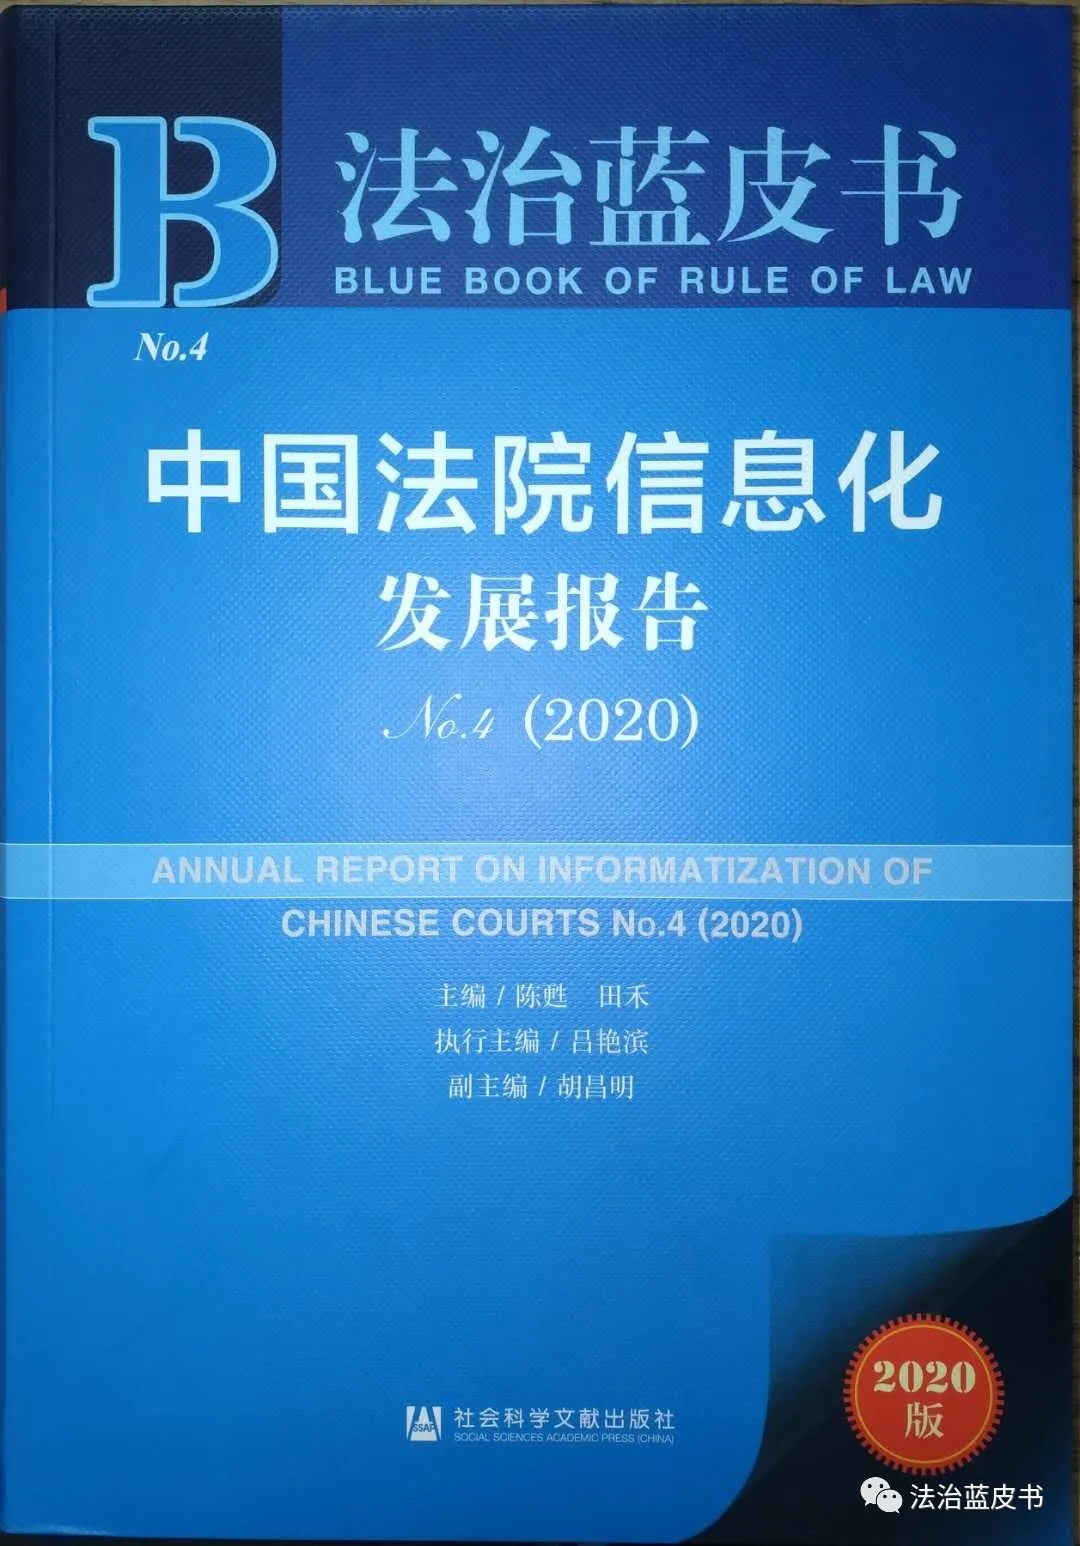 B
法治蓝皮书
BLUE BOOK OF RULE OF LAW
No.4
中国法院信息化
发展报告
No.4 (2020)
ANNUAL REPORT ON INFORMATIZATION OF
CHINESE COURTS No.4 (2020)
主编 / 陈甦 田禾
执行主编 / 吕艳滨
副主编 / 胡昌明
2020
版
SSAP
社会科学文献出版社
SOCIAL SCIENCES ACADEMIC PRESS (CHINA)
法治蓝皮书